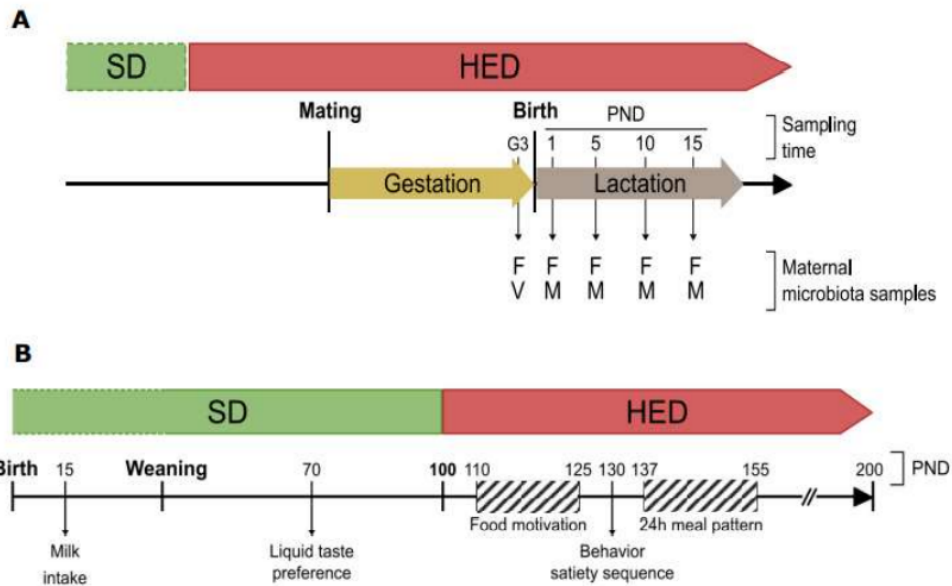 A
SD HED
Mating Birth PND Sampling
G3 1 5 10 15 time
Gestation Lactation
F F F F F Maternal
V M M M M microbiota samples
B
SD HED
Birth 15 Weaning 70 100 110 125 130 137 155 200 PND
Food motivation 24h meal pattern
Milk Liquid taste Behavior
intake preference satiety sequence